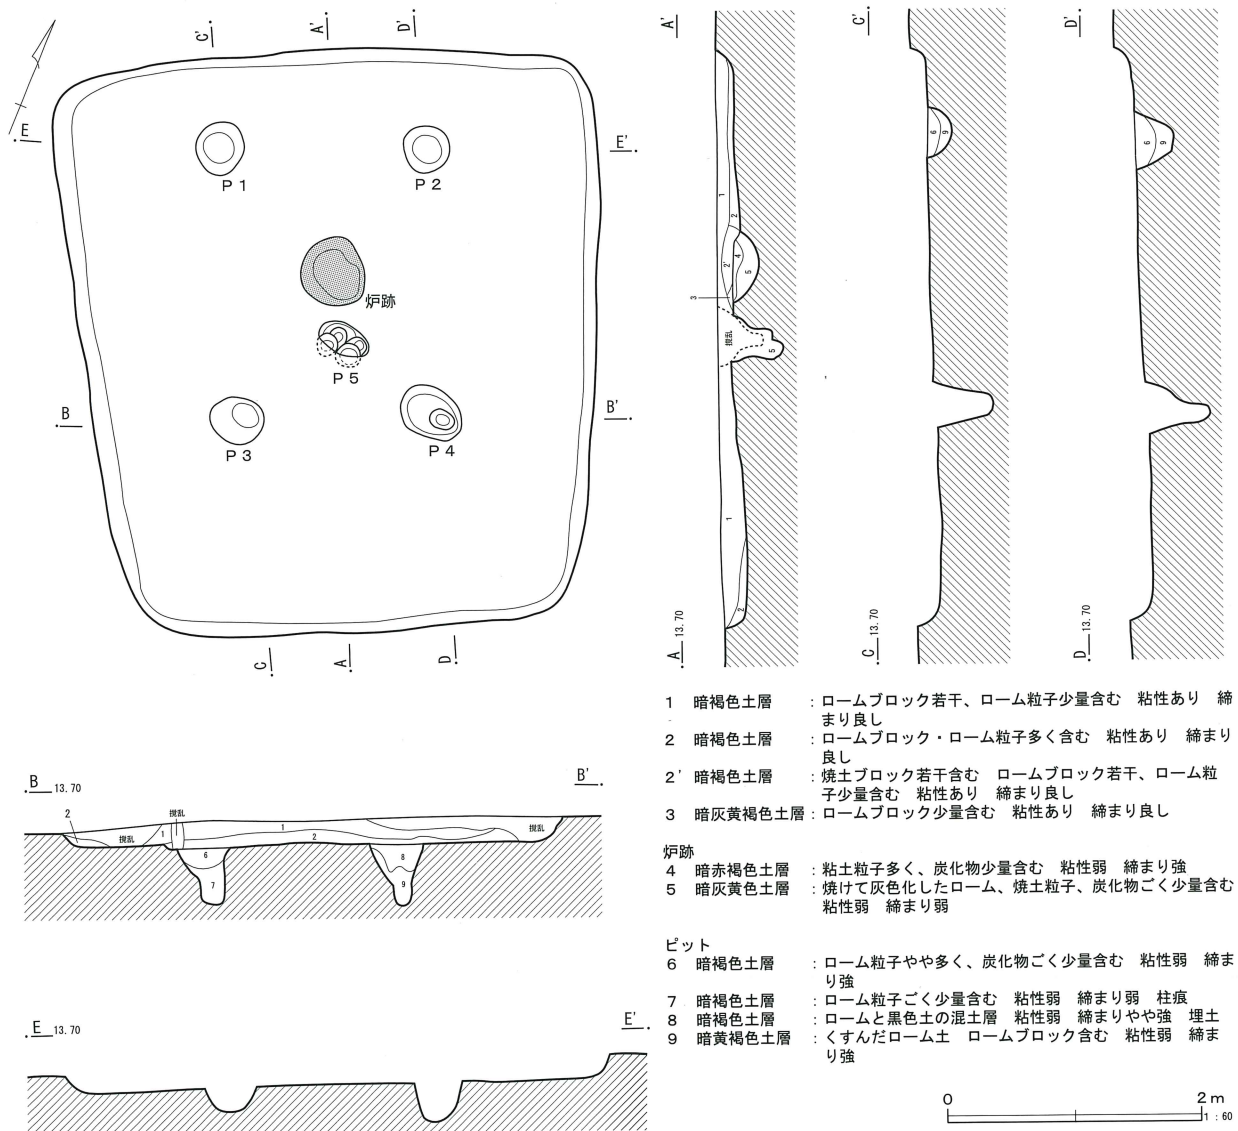 C'
A'
D'
E
E'
P 1
P 2
炉跡
P 5
B
B'
P 3
P 4
C
A
D
A'
C'
D'
1
2
2'
4
5
3
攪乱
5
1
2
6
9
6
9
A 13.70
C 13.70
D 13.70
B 13.70
B'
2
攪乱
1
攪乱
1
2
攪乱
6
7
8
9
E 13.70
E'
1 暗褐色土層 :ロームブロック若干、ローム粒子少量含む 粘性あり 締
まり良し
2 暗褐色土層 :ロームブロック・ローム粒子多く含む 粘性あり 締まり
良し
2' 暗褐色土層 :焼土ブロック若干含む ロームブロック若干、ローム粒
子少量含む 粘性あり 締まり良し
3 暗灰黄褐色土層:ロームブロック少量含む 粘性あり 締まり良し
炉跡
4 暗赤褐色土層 :粘土粒子多く、炭化物少量含む 粘性弱 締まり強
5 暗灰黄色土層 :焼けて灰色化したローム、焼土粒子、炭化物ごく少量含む
粘性弱 締まり弱
ピット
6 暗褐色土層 :ローム粒子やや多く、炭化物ごく少量含む 粘性弱 締ま
り強
7 暗褐色土層 :ローム粒子ごく少量含む 粘性弱 締まり弱 柱痕
8 暗褐色土層 :ロームと黒色土の混土層 粘性弱 締まりやや強 埋土
9 暗黄褐色土層 :くすんだローム土 ロームブロック含む 粘性弱 締ま
り強
0 2m
1:60